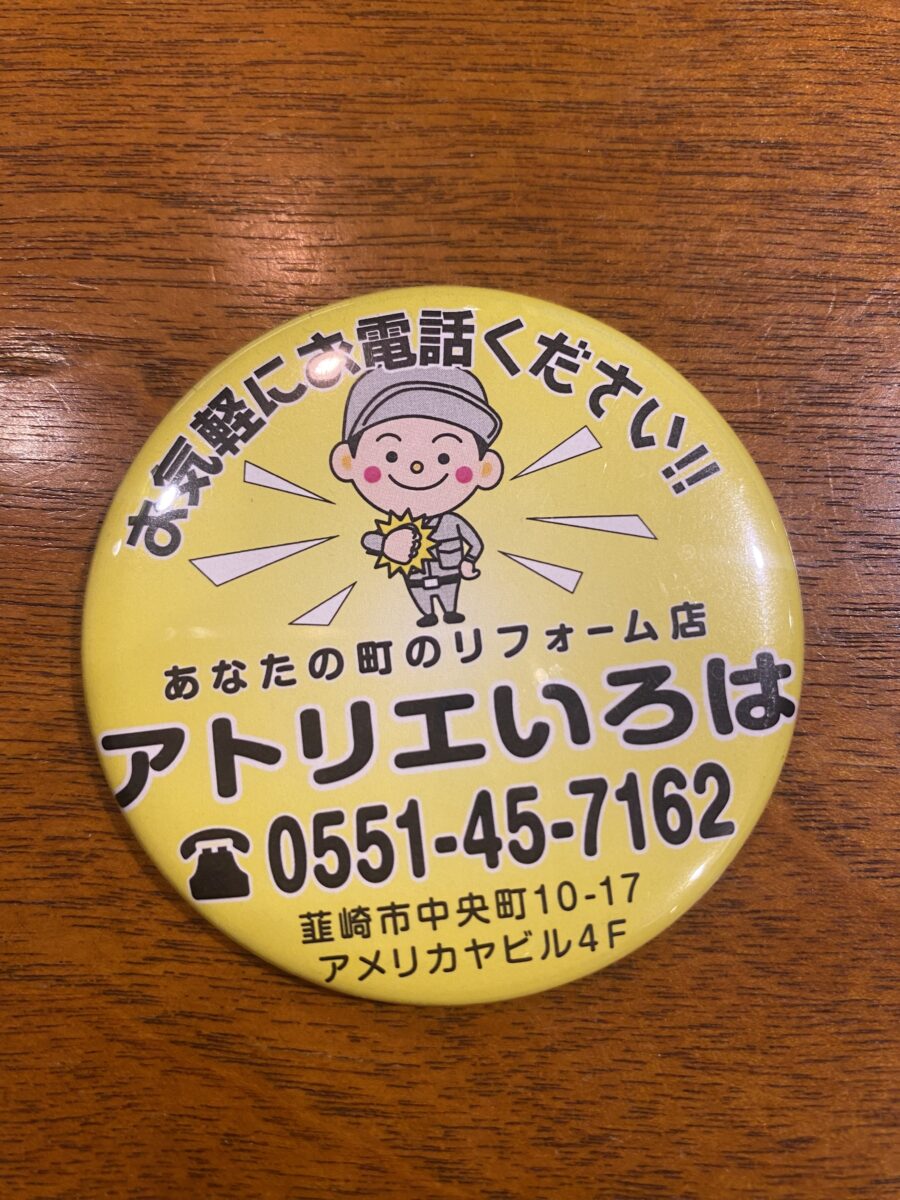 お気軽にお電話ください!!
あなたの町のリフォーム店
アトリエいろは
☎0551-45-7162
韮崎市中央町10-17
アメリカヤビル4F